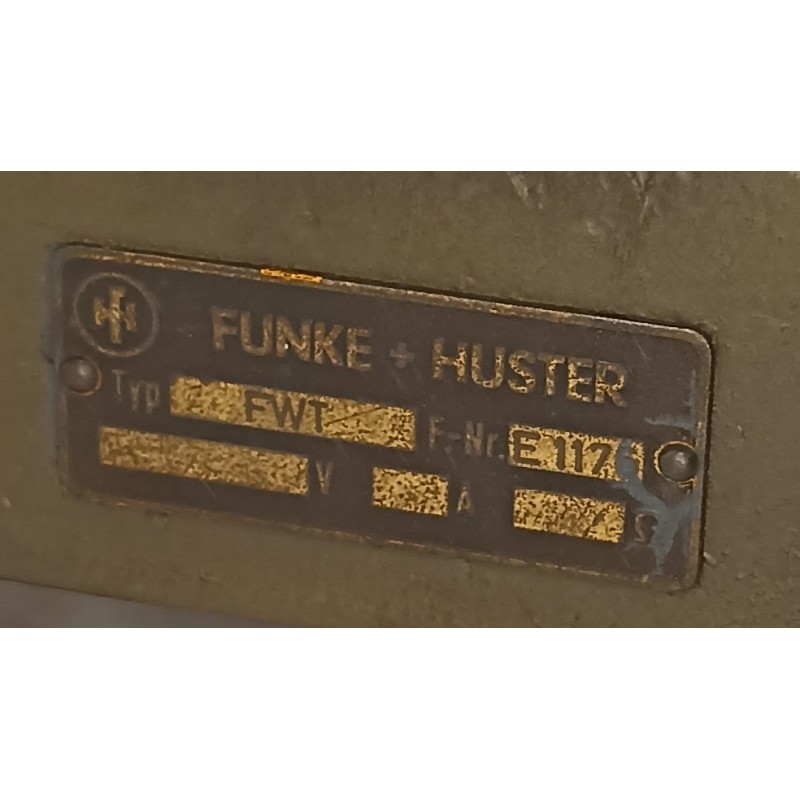 FUNKE + HUSTER
Typ FWT F.-Nr. E 117
V A Ω